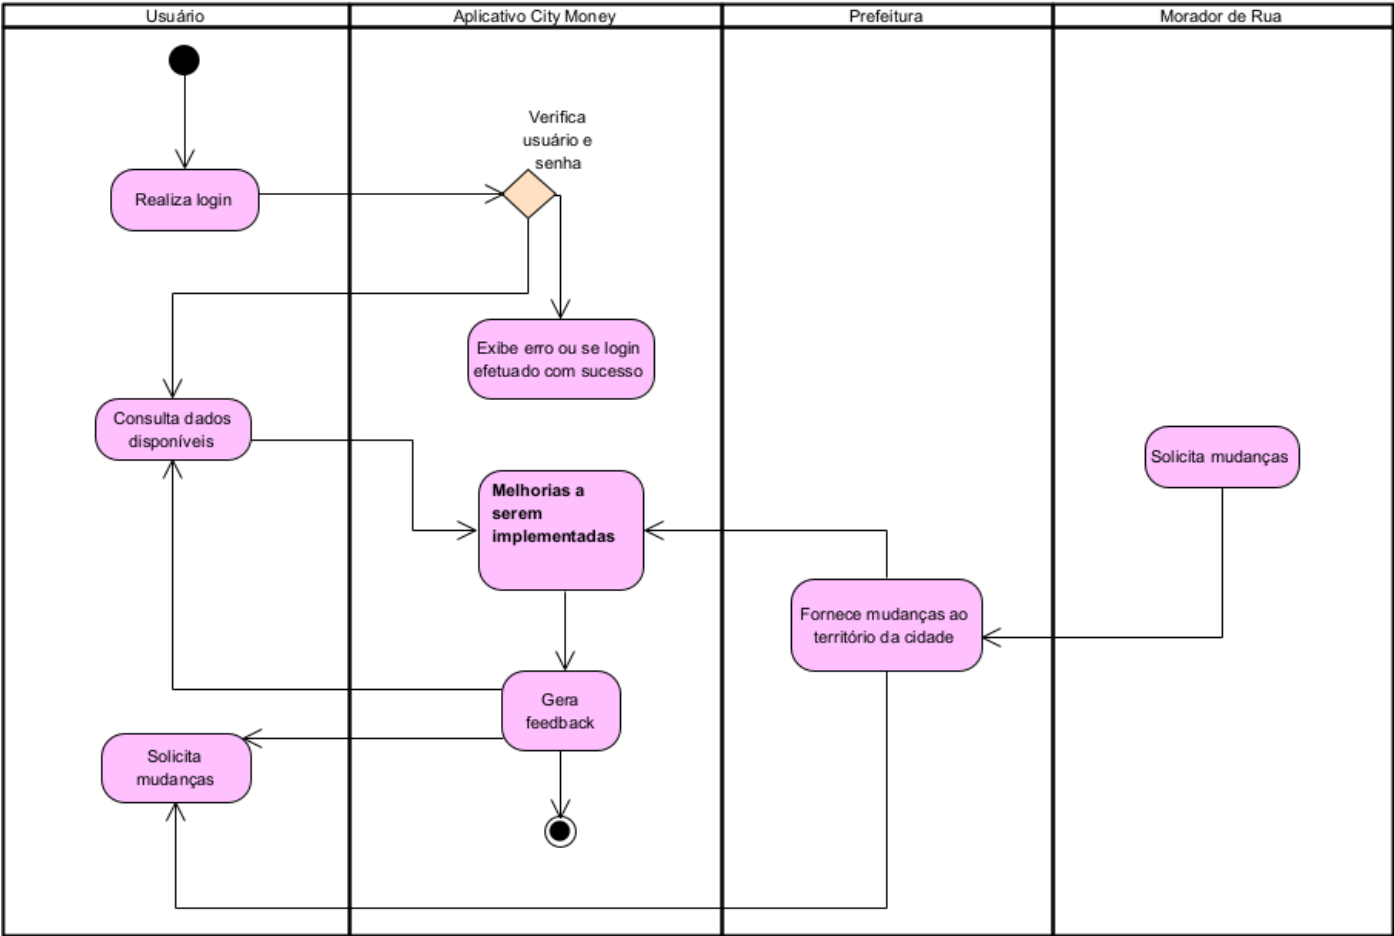 Usuário
Aplicativo City Money
Prefeitura
Morador de Rua
Verifica
usuário e
senha
Realiza login
Exibe erro ou se login
efetuado com sucesso
Consulta dados
disponíveis
Solicita mudanças
Melhorias a
serem
implementadas
Fornece mudanças ao
território da cidade
Gera
feedback
Solicita
mudanças